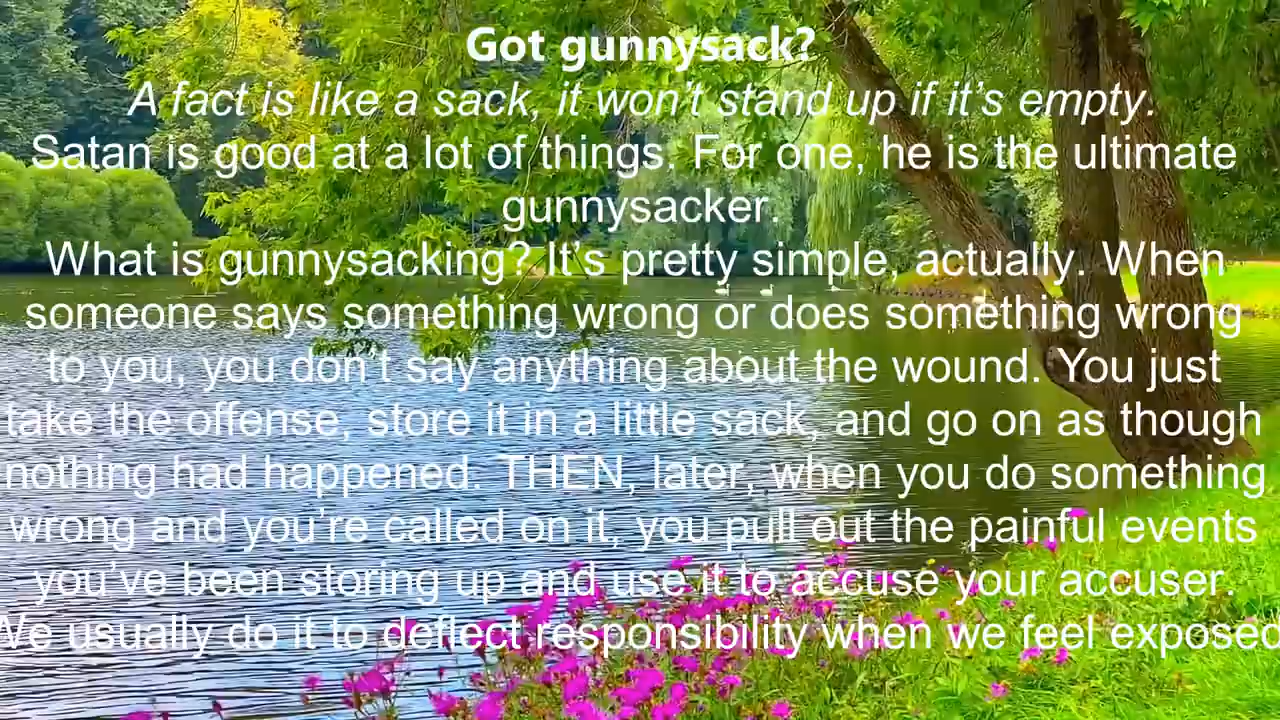 Got gunnysack?
A fact is like a sack, it won’t stand up if it’s empty.
Satan is good at a lot of things. For one, he is the ultimate
gunnysacker.
What is gunnysacking? It’s pretty simple, actually. When
someone says something wrong or does something wrong
to you, you don’t say anything about the wound. You just
take the offense, store it in a little sack, and go on as though
nothing had happened. THEN, later, when you do something
wrong and you’re called on it, you pull out the painful events
you’ve been storing up and use it to accuse your accuser.
We usually do it to deflect responsibility when we feel exposed